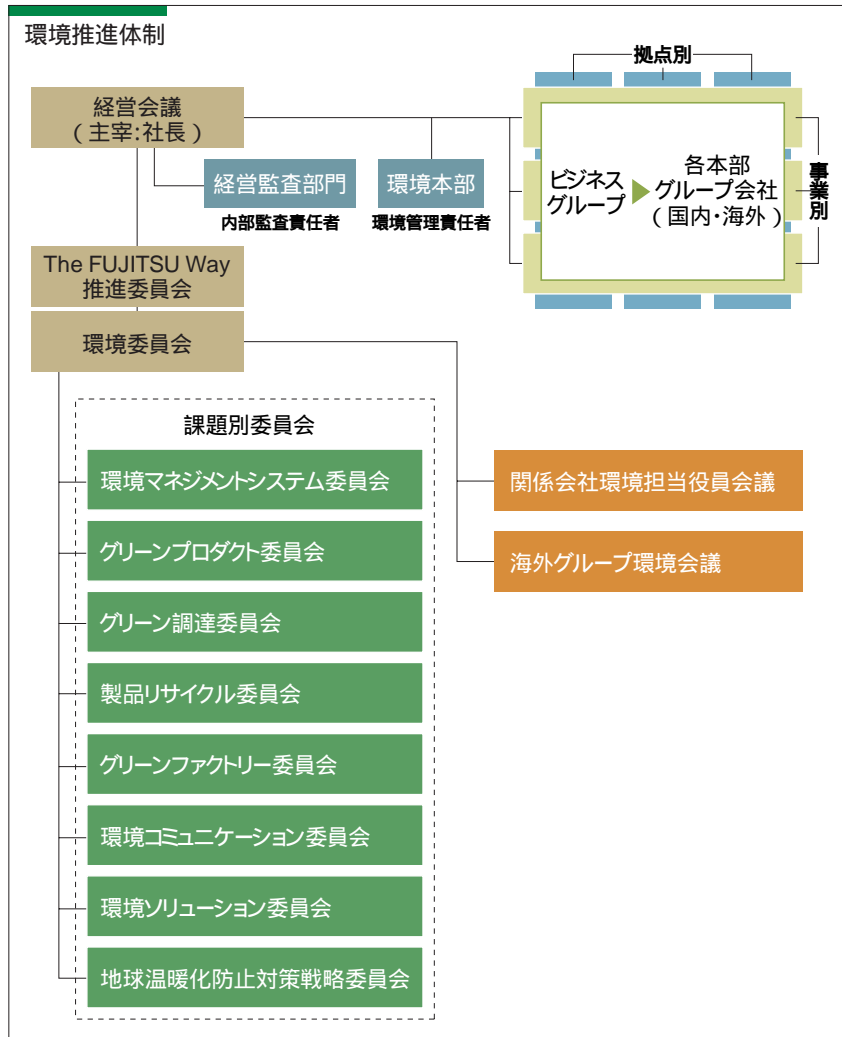 環境推進体制
拠点別
経営会議
(主宰:社長)
経営監査部門
内部監査責任者
環境本部
環境管理責任者
ビジネス
グループ
各本部
グループ会社
(国内・海外)
事業別
The FUJITSU Way
推進委員会
環境委員会
課題別委員会
環境マネジメントシステム委員会
グリーンプロダクト委員会
グリーン調達委員会
製品リサイクル委員会
グリーンファクトリー委員会
環境コミュニケーション委員会
環境ソリューション委員会
地球温暖化防止対策戦略委員会
関係会社環境担当役員会議
海外グループ環境会議